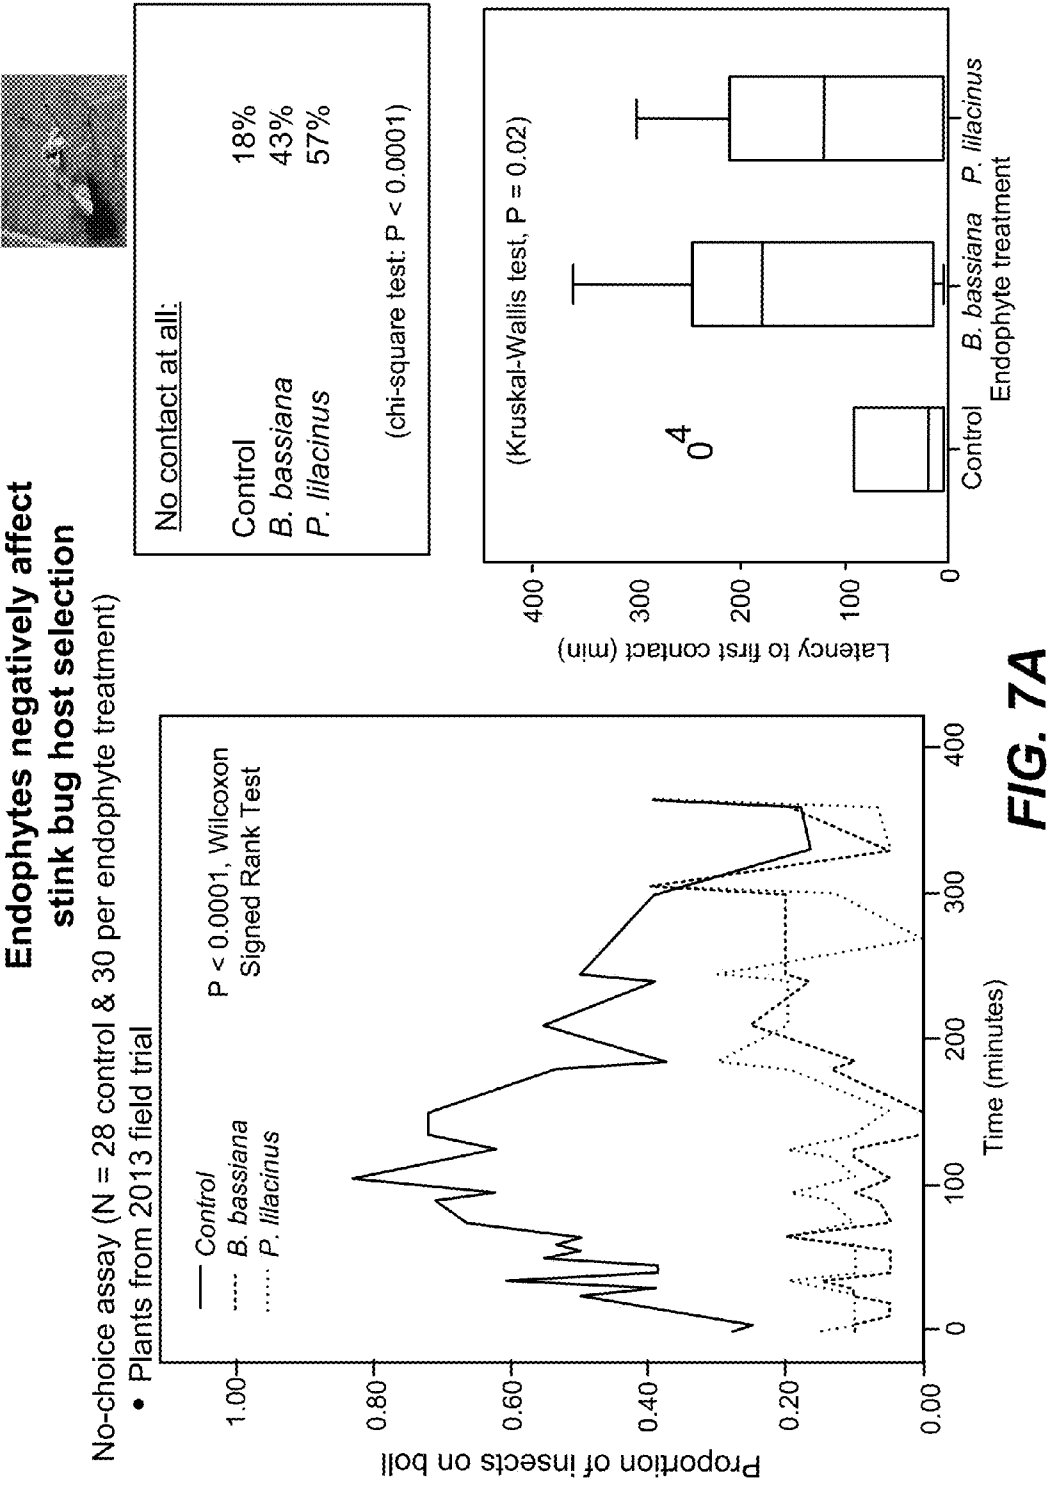 Endophytes negatively affect
stink bug host selection
No-choice assay (N = 28 control & 30 per endophyte treatment)
• Plants from 2013 field trial
Control
B. bassiana
P. lilacinus
P < 0.0001, Wilcoxon
Signed Rank Test
Proportion of insects on boll
1.00
0.80
0.60
0.40
0.20
0.00
0
100
200
300
400
Time (minutes)
No contact at all:
Control 18%
B. bassiana 43%
P. lilacinus 57%
(chi-square test: P < 0.0001)
(Kruskal-Wallis test, P = 0.02)
Latency to first contact (min)
400
300
200
100
0
4
0
Control B. bassiana P. lilacinus
Endophyte treatment
FIG. 7A